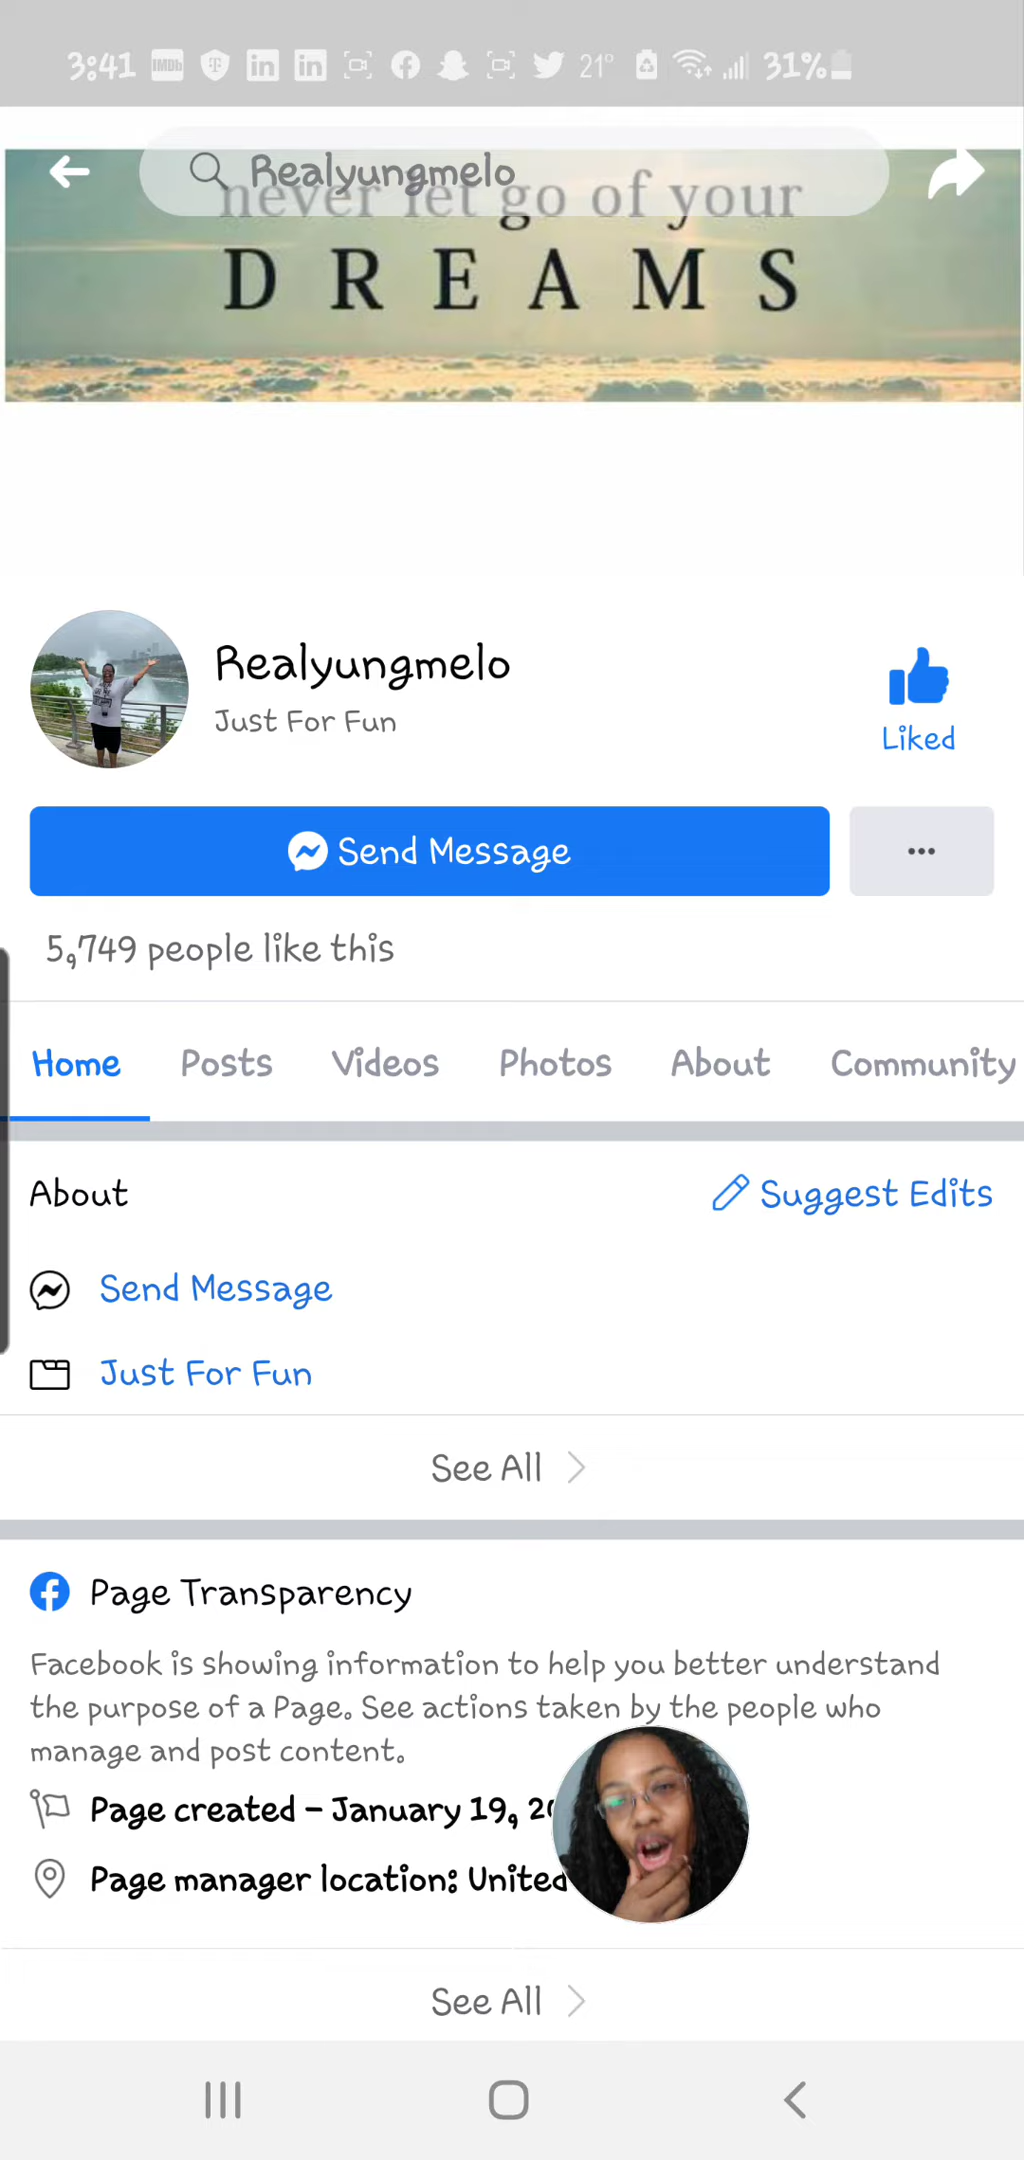 3:41 IMDb T in in 21° 31%
Realyungmelo
never let go of your
DREAMS
Realyungmelo
Just For Fun
Liked
Send Message
5,749 people like this
Home Posts Videos Photos About Community
About Suggest Edits
Send Message
Just For Fun
See All
Page Transparency
Facebook is showing information to help you better understand
the purpose of a Page. See actions taken by the people who
manage and post content.
Page created - January 19,
Page manager location: United
See All